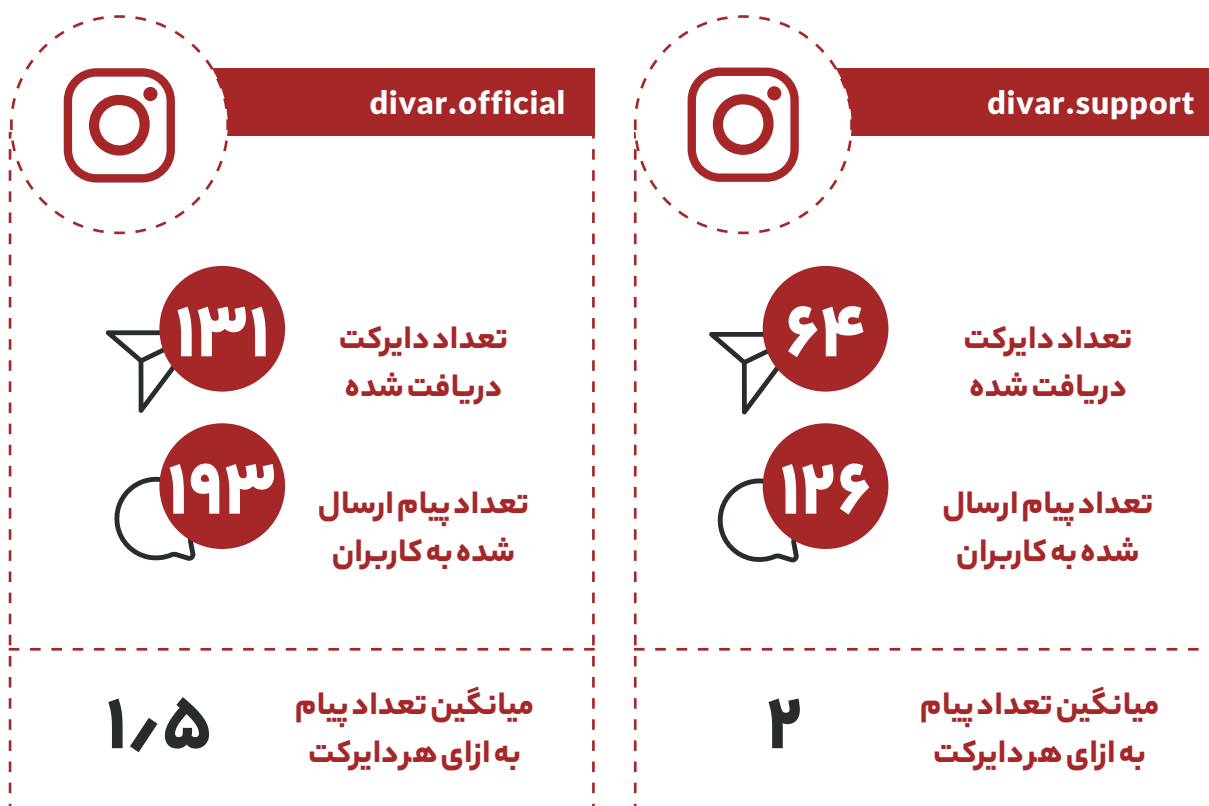 divar.support
۶۴
تعداد دایرکت
دریافت شده
۱۲۶
تعداد پیام ارسال
شده به کاربران
۲
میانگین تعداد پیام
به ازای هر دایرکت
divar.official
۱۳۱
تعداد دایرکت
دریافت شده
۱۹۳
تعداد پیام ارسال
شده به کاربران
۱٫۵
میانگین تعداد پیام
به ازای هر دایرکت